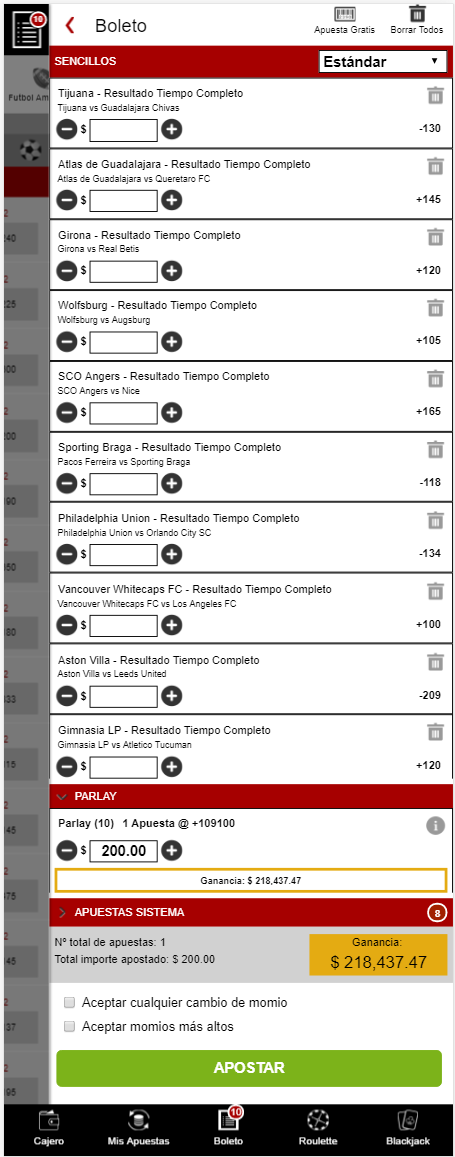 10
Boleto
Apuesta Gratis
Borrar Todos
SENCILLOS
Estándar
Futbol Am
Tijuana - Resultado Tiempo Completo
Tijuana vs Guadalajara Chivas
$
-130
Atlas de Guadalajara - Resultado Tiempo Completo
Atlas de Guadalajara vs Queretaro FC
$
+145
Girona - Resultado Tiempo Completo
Girona vs Real Betis
$
+120
Wolfsburg - Resultado Tiempo Completo
Wolfsburg vs Augsburg
$
+105
SCO Angers - Resultado Tiempo Completo
SCO Angers vs Nice
$
+165
Sporting Braga - Resultado Tiempo Completo
Pacos Ferreira vs Sporting Braga
$
-118
Philadelphia Union - Resultado Tiempo Completo
Philadelphia Union vs Orlando City SC
$
-134
Vancouver Whitecaps FC - Resultado Tiempo Completo
Vancouver Whitecaps FC vs Los Angeles FC
$
+100
Aston Villa - Resultado Tiempo Completo
Aston Villa vs Leeds United
$
-209
Gimnasia LP - Resultado Tiempo Completo
Gimnasia LP vs Atletico Tucuman
$
+120
PARLAY
Parlay (10) 1 Apuesta @ +109100
$ 200.00
Ganancia: $ 218,437.47
APUESTAS SISTEMA
8
Nº total de apuestas: 1
Total importe apostado: $ 200.00
Ganancia:
$ 218,437.47
Aceptar cualquier cambio de momio
Aceptar momios más altos
APOSTAR
10
Cajero
Mis Apuestas
Boleto
Roulette
Blackjack